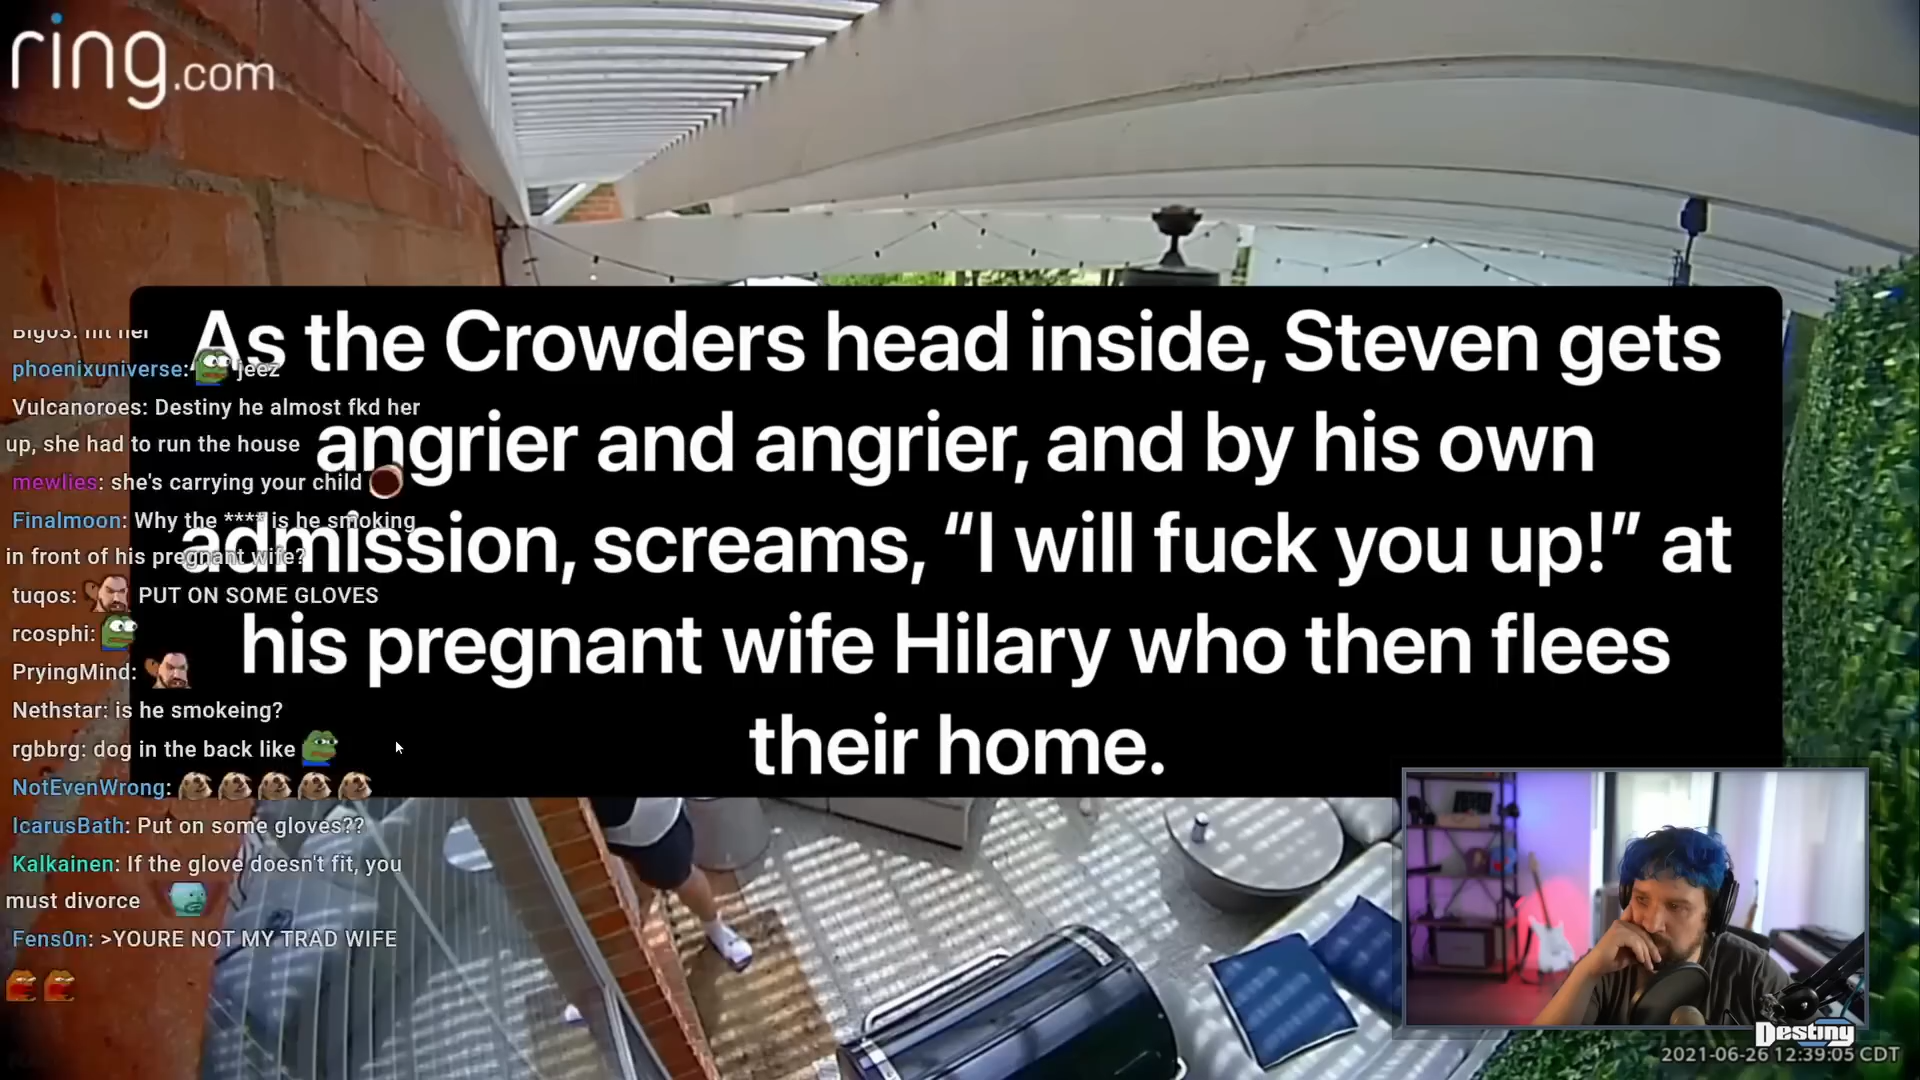 ring.com
As the Crowders head inside, Steven gets
angrier and angrier, and by his own
admission, screams, “I will fuck you up!” at
his pregnant wife Hilary who then flees
their home.
phoenixuniverse: jeez
Vulcanoroes: Destiny he almost fkd her
up, she had to run the house
mewlies: she's carrying your child
Finalmoon: Why the **** is he smoking
in front of his pregnant wife?
tuqos: PUT ON SOME GLOVES
rcosphi:
PryingMind:
Nethstar: is he smokeing?
rgbbrg: dog in the back like
NotEvenWrong:
IcarusBath: Put on some gloves??
Kalkainen: If the glove doesn't fit, you
must divorce
Fens0n: >YOURE NOT MY TRAD WIFE
Destiny
2021-06-26 12:39:05 CDT